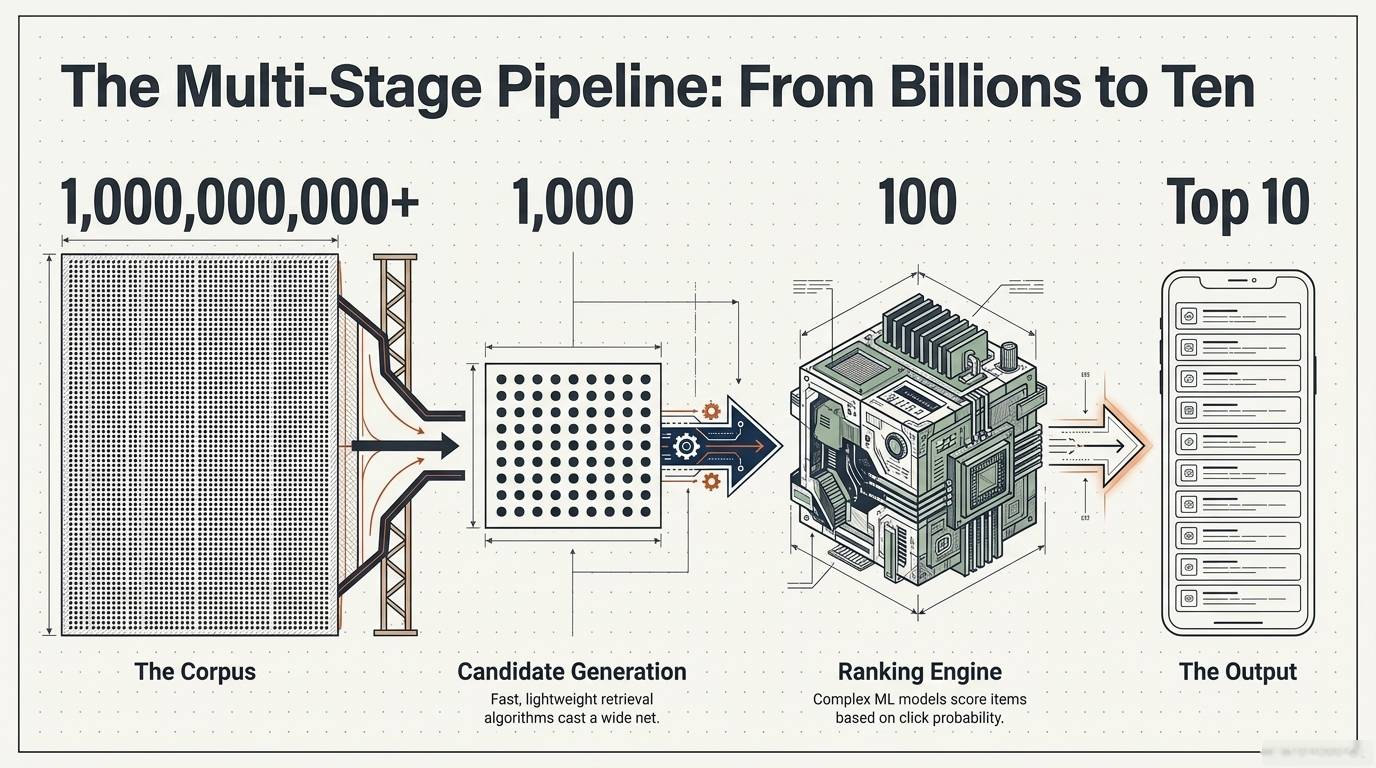 The Multi-Stage Pipeline: From Billions to Ten
1,000,000,000+
1,000
100
Top 10
The Corpus
Candidate Generation
Fast, lightweight retrieval
algorithms cast a wide net.
Ranking Engine
Complex ML models score items
based on click probability.
The Output